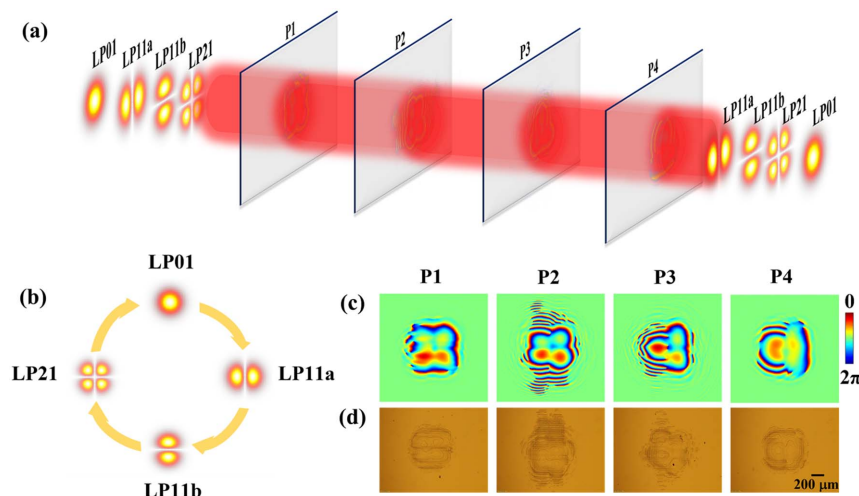 (a)
LP01 LP11a LP11b LP21
P1
P2
P3
P4
LP11a LP11b LP21 LP01
(b)
LP01
LP21
LP11a
LP11b
P1 P2 P3 P4
(c)
0
2π
(d)
200 μm